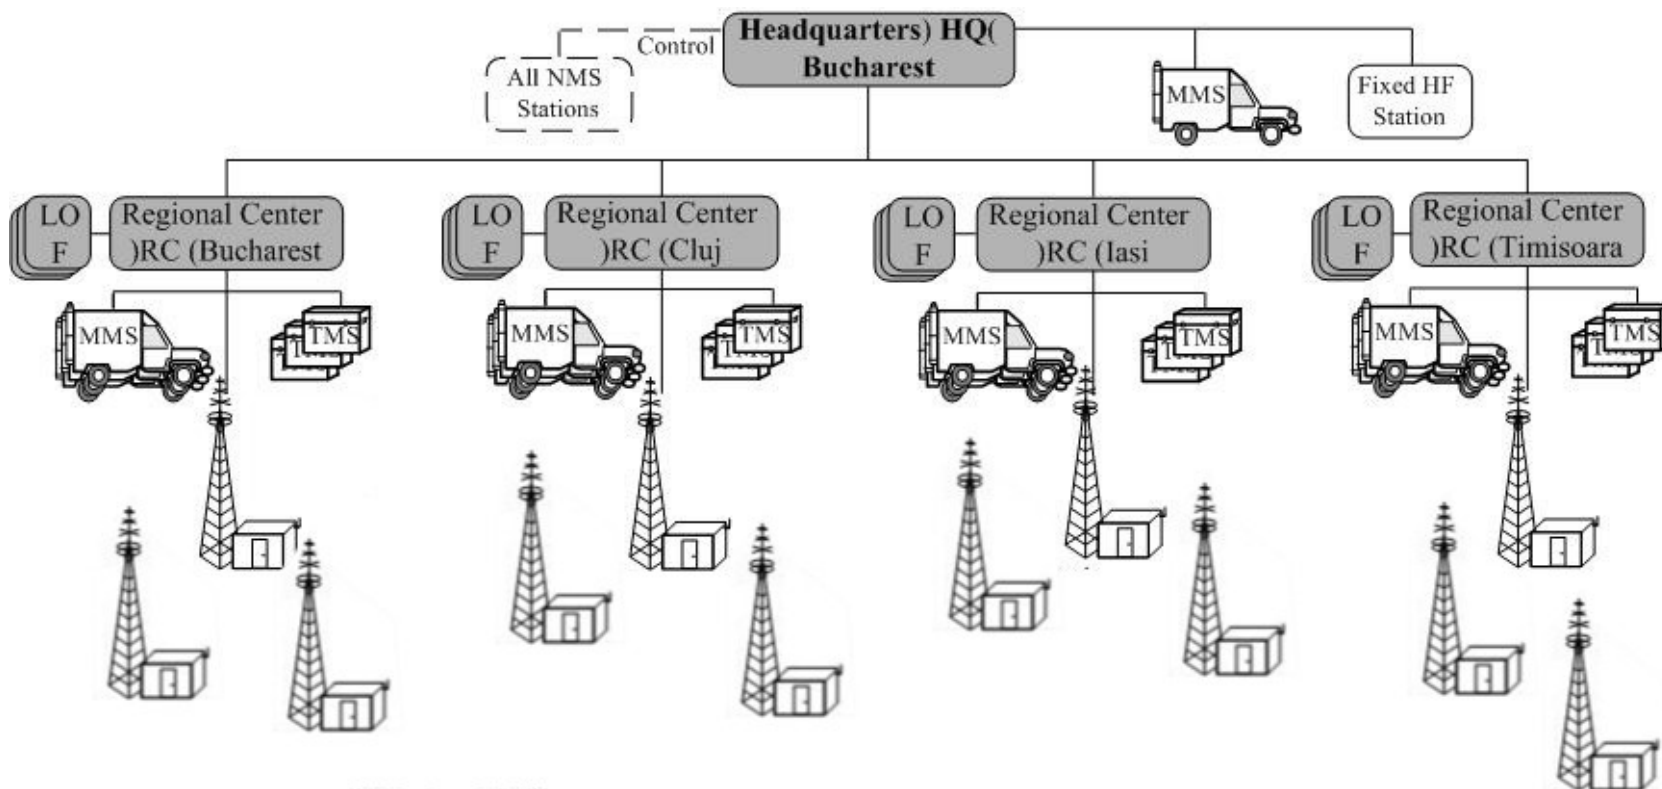 Headquarters) HQ(
Bucharest
Control
All NMS
Stations
MMS
Fixed HF
Station
LO
F
Regional Center
)RC (Bucharest
LO
F
Regional Center
)RC (Cluj
LO
F
Regional Center
)RC (Iasi
LO
F
Regional Center
)RC (Timisoara
MMS
TMS
MMS
TMS
MMS
TMS
MMS
TMS